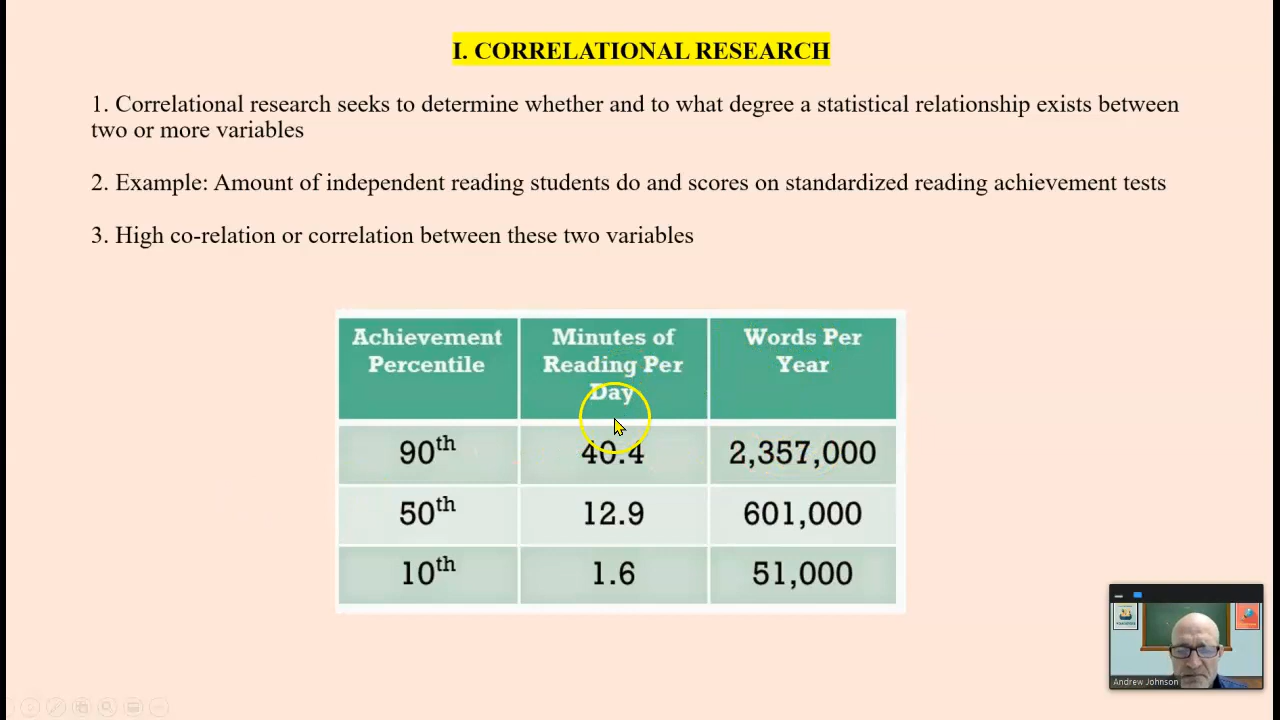 I. CORRELATIONAL RESEARCH
1. Correlational research seeks to determine whether and to what degree a statistical relationship exists between
two or more variables
2. Example: Amount of independent reading students do and scores on standardized reading achievement tests
3. High co-relation or correlation between these two variables
Achievement Percentile
Minutes of Reading Per Day
Words Per Year
90th 40.4 2,357,000
50th 12.9 601,000
10th 1.6 51,000
Andrew Johnson